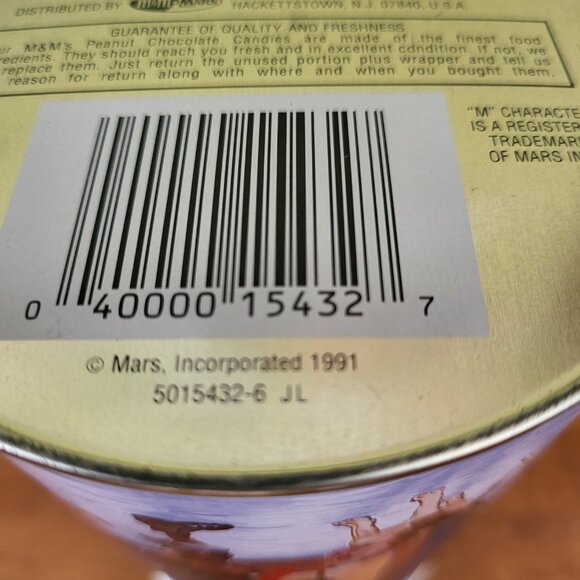 DISTRIBUTED BY m&m MARS HACKETTSTOWN, N.J. 07840, U.S.A.
GUARANTEE OF QUALITY AND FRESHNESS
ur M&M's Peanut Chocolate Candies are made of the finest food
redients. They should reach you fresh and in excellent condition. If not, we
replace them. Just return the unused portion plus wrapper and tell us
reason for return along with where and when you bought them.
"M" CHARACTE
IS A REGISTER
TRADEMAR
OF MARS IN
0 40000 15432 7
© Mars, Incorporated 1991
5015432-6 JL